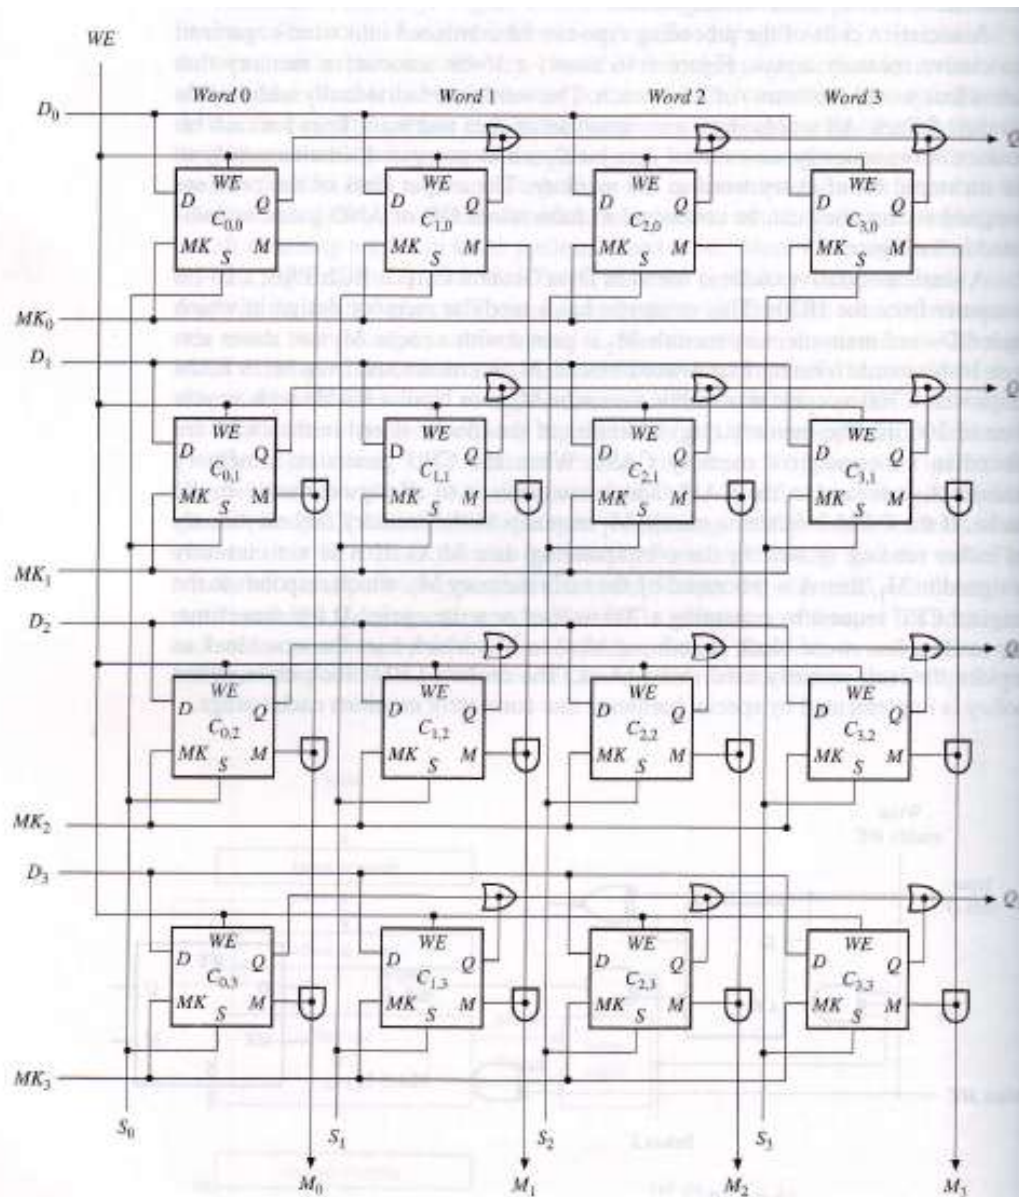 WE
Word 0 Word 1 Word 2 Word 3
D0
Q
WE WE WE WE
D Q D Q D Q D Q
C0,0 C1,0 C2,0 C3,0
MK M MK M MK M MK M
S S S S
MK0
D1
Q
WE WE WE WE
D Q D Q D Q D Q
C0,1 C1,1 C2,1 C3,1
MK M MK M MK M MK M
S S S S
MK1
D2
Q
WE WE WE WE
D Q D Q D Q D Q
C0,2 C1,2 C2,2 C3,2
MK M MK M MK M MK M
S S S S
MK2
D3
Q
WE WE WE WE
D Q D Q D Q D Q
C0,3 C1,3 C2,3 C3,3
MK M MK M MK M MK M
S S S S
MK3
S0 S1 S2 S3
M0 M1 M2 M3